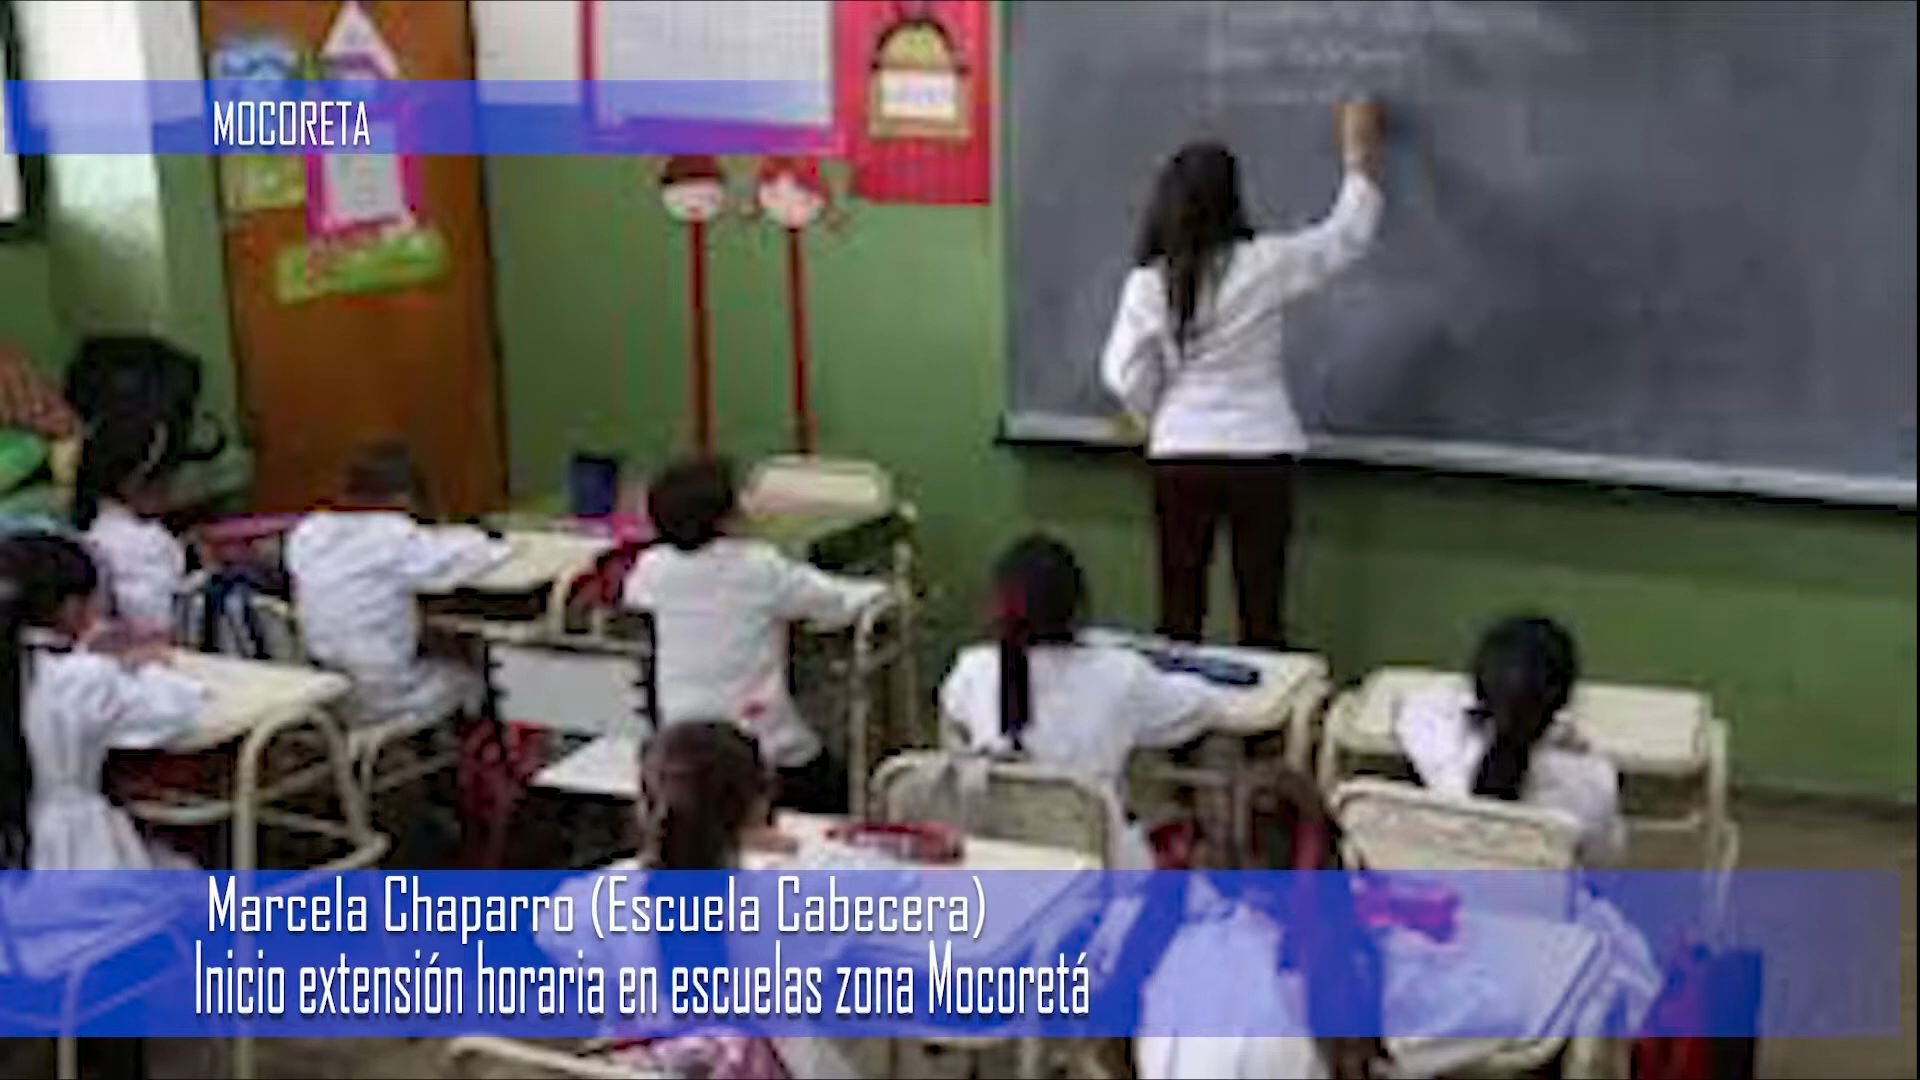 MOCORETA
Marcela Chaparro (Escuela Cabecera)
Inicio extensión horaria en escuelas zona Mocoretá